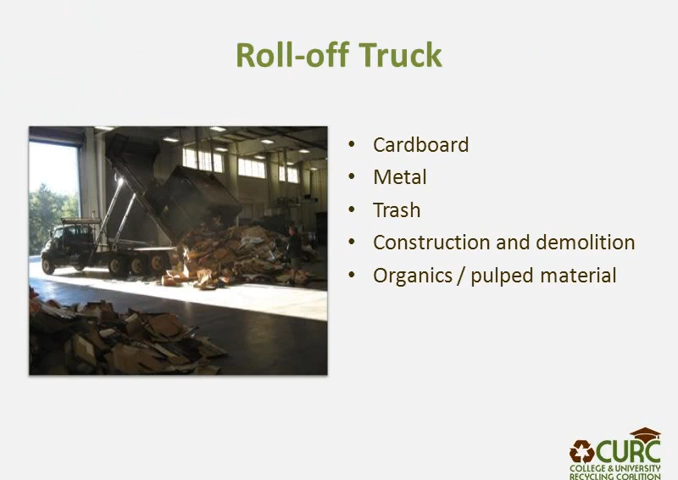 Roll-off Truck
• Cardboard
• Metal
• Trash
• Construction and demolition
• Organics / pulped material
CURC
COLLEGE & UNIVERSITY
RECYCLING COALITION